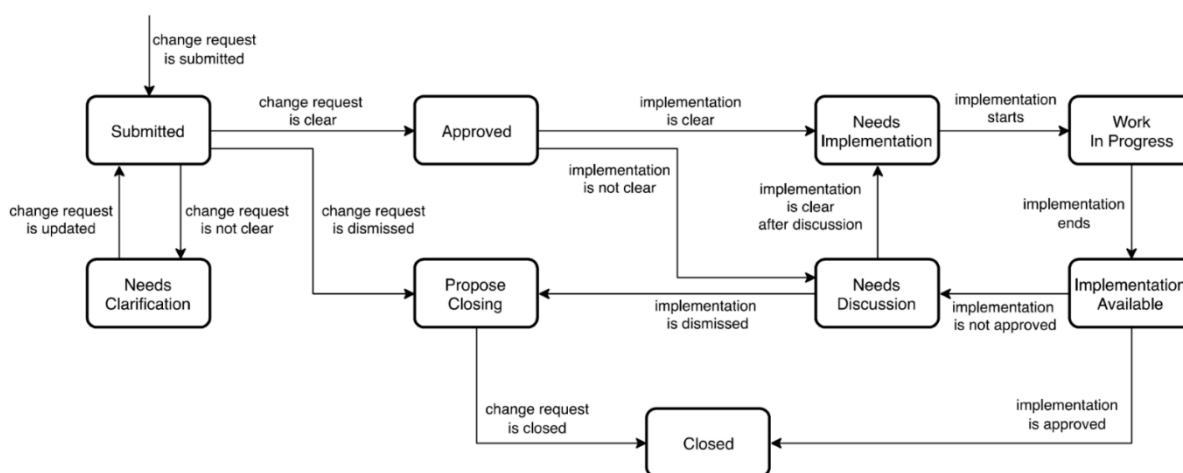 change request
is submitted
Submitted
change request
is clear
Approved
implementation
is clear
Needs
Implementation
implementation
starts
Work
In Progress
change request
is updated
change request
is not clear
change request
is dismissed
implementation
is not clear
implementation
is clear
after discussion
implementation
ends
Needs
Clarification
Propose
Closing
implementation
is dismissed
Needs
Discussion
implementation
is not approved
Implementation
Available
change request
is closed
Closed
implementation
is approved